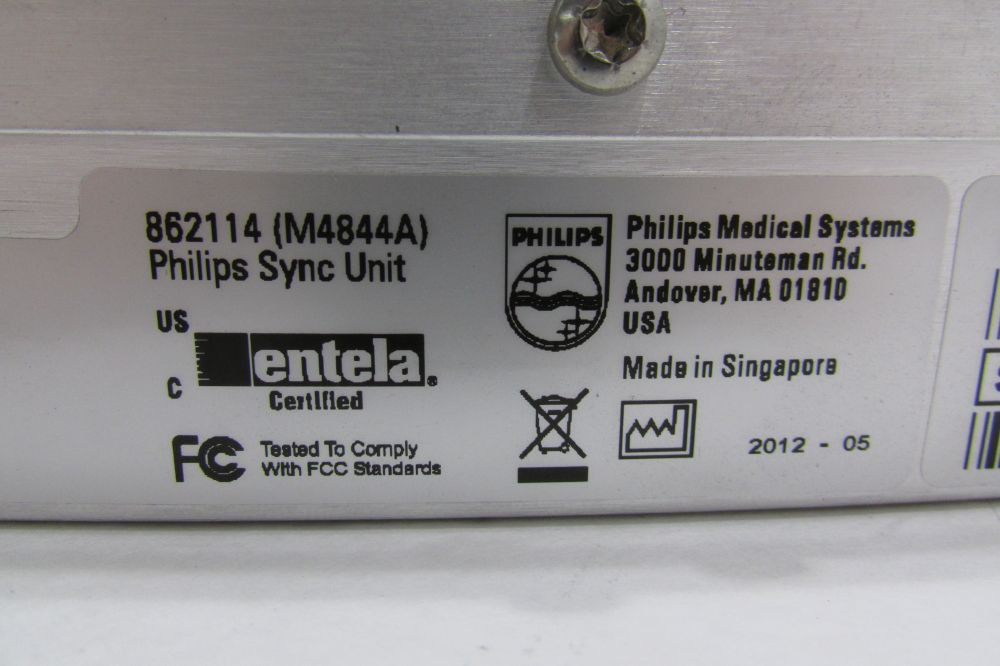 862114 (M4844A)
Philips Sync Unit
US
entela
C
Certified
FC
Tested To Comply
With FCC Standards
PHILIPS
Philips Medical Systems
3000 Minuteman Rd.
Andover, MA 01810
USA
Made in Singapore
2012 - 05